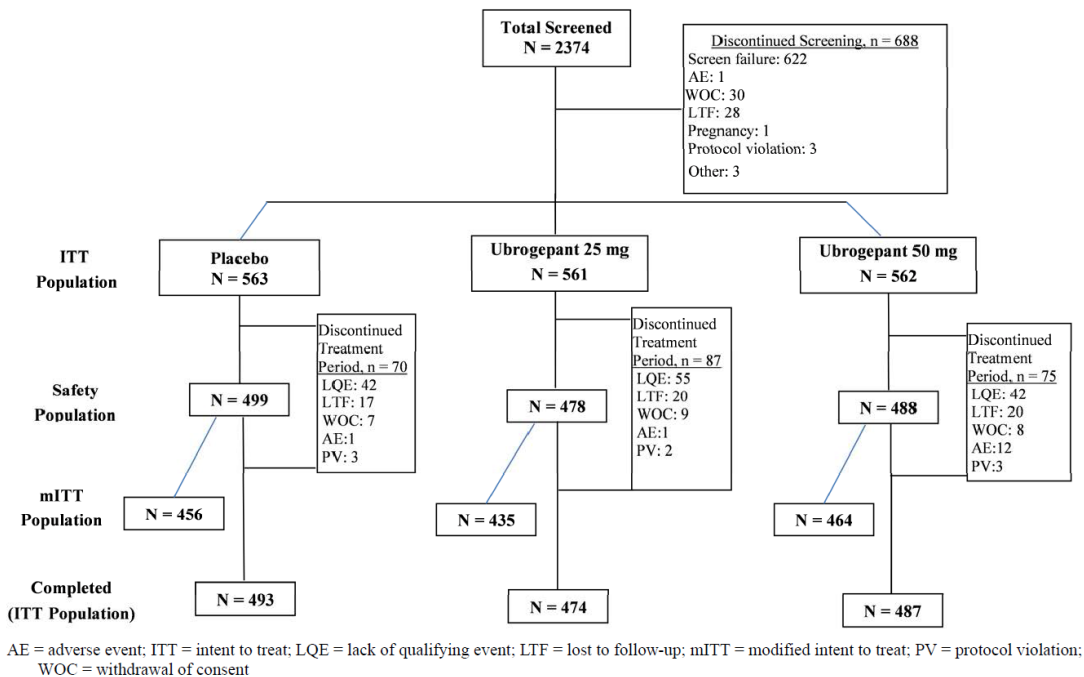 Total Screened
N = 2374
Discontinued Screening, n = 688
Screen failure: 622
AE: 1
WOC: 30
LTF: 28
Pregnancy: 1
Protocol violation: 3
Other: 3
ITT
Population
Placebo
N = 563
Ubrogepant 25 mg
N = 561
Ubrogepant 50 mg
N = 562
Discontinued
Treatment
Period, n = 70
LQE: 42
LTF: 17
WOC: 7
AE:1
PV: 3
Discontinued
Treatment
Period, n = 87
LQE: 55
LTF: 20
WOC: 9
AE:1
PV: 2
Discontinued
Treatment
Period, n = 75
LQE: 42
LTF: 20
WOC: 8
AE:12
PV:3
Safety
Population
N = 499
N = 478
N = 488
mITT
Population
N = 456
N = 435
N = 464
Completed
(ITT Population)
N = 493
N = 474
N = 487
AE = adverse event; ITT = intent to treat; LQE = lack of qualifying event; LTF = lost to follow-up; mITT = modified intent to treat; PV = protocol violation;
WOC = withdrawal of consent